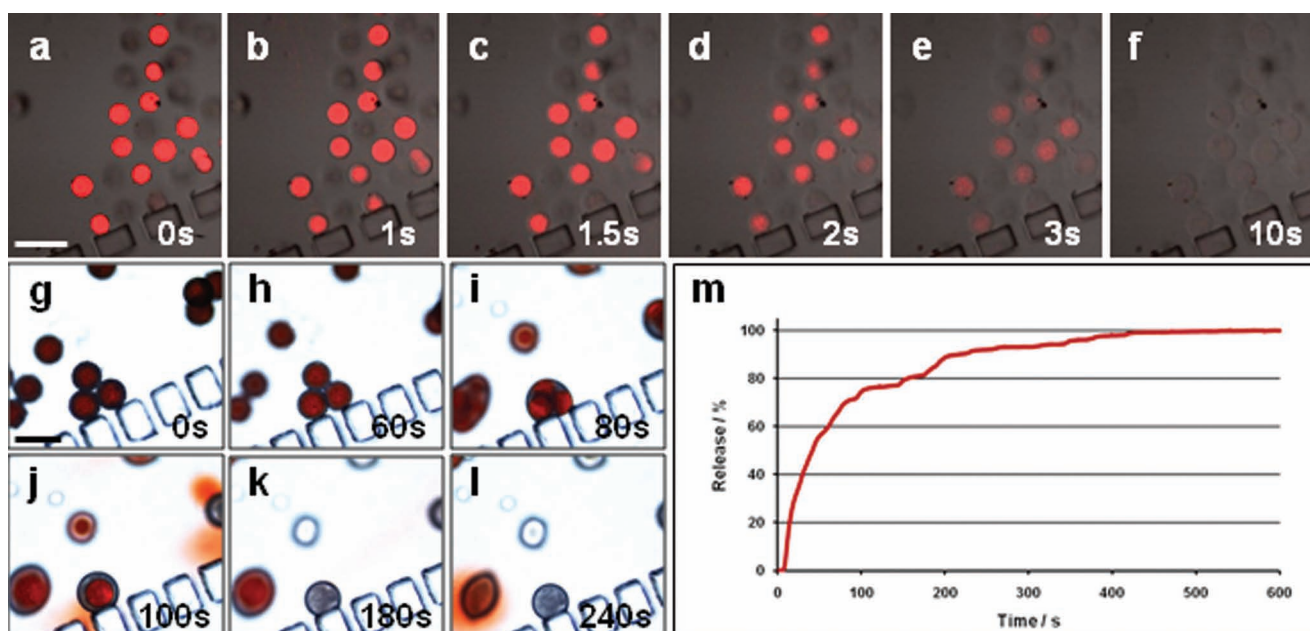 a 0s
b 1s
c 1.5s
d 2s
e 3s
f 10s
g 0s
h 60s
i 80s
j 100s
k 180s
l 240s
m
100
80
60
40
20
0
Release / %
0 100 200 300 400 500 600
Time / s